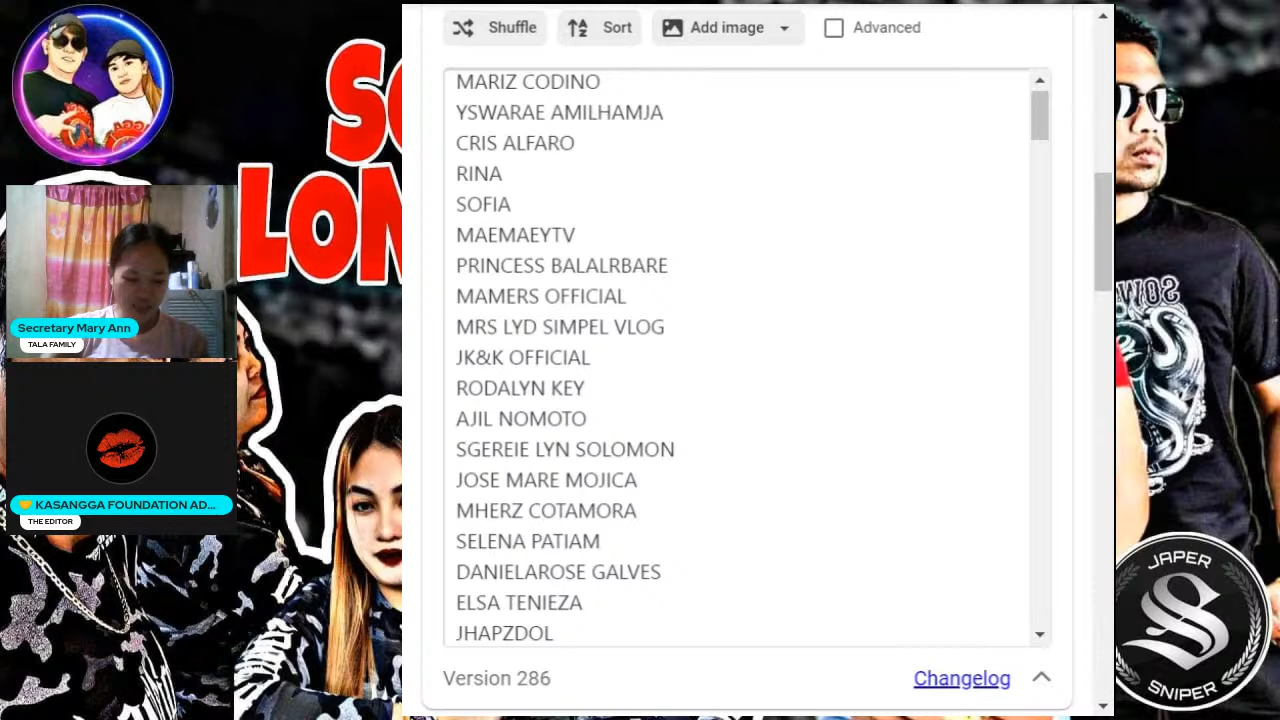 Shuffle
Sort
Add image
Advanced
MARIZ CODINO
YSWARAE AMILHAMJA
CRIS ALFARO
RINA
SOFIA
MAEMAEYTV
PRINCESS BALALRBARE
MAMERS OFFICIAL
MRS LYD SIMPEL VLOG
JK&K OFFICIAL
RODALYN KEY
AJIL NOMOTO
SGEREIE LYN SOLOMON
JOSE MARE MOJICA
MHERZ COTAMORA
SELENA PATIAM
DANIELAROSE GALVES
ELSA TENIEZA
JHAPZDOL
Version 286
Changelog
Secretary Mary Ann
TALA FAMILY
KASANGGA FOUNDATION AD...
THE EDITOR
JAPER
S
SNIPER